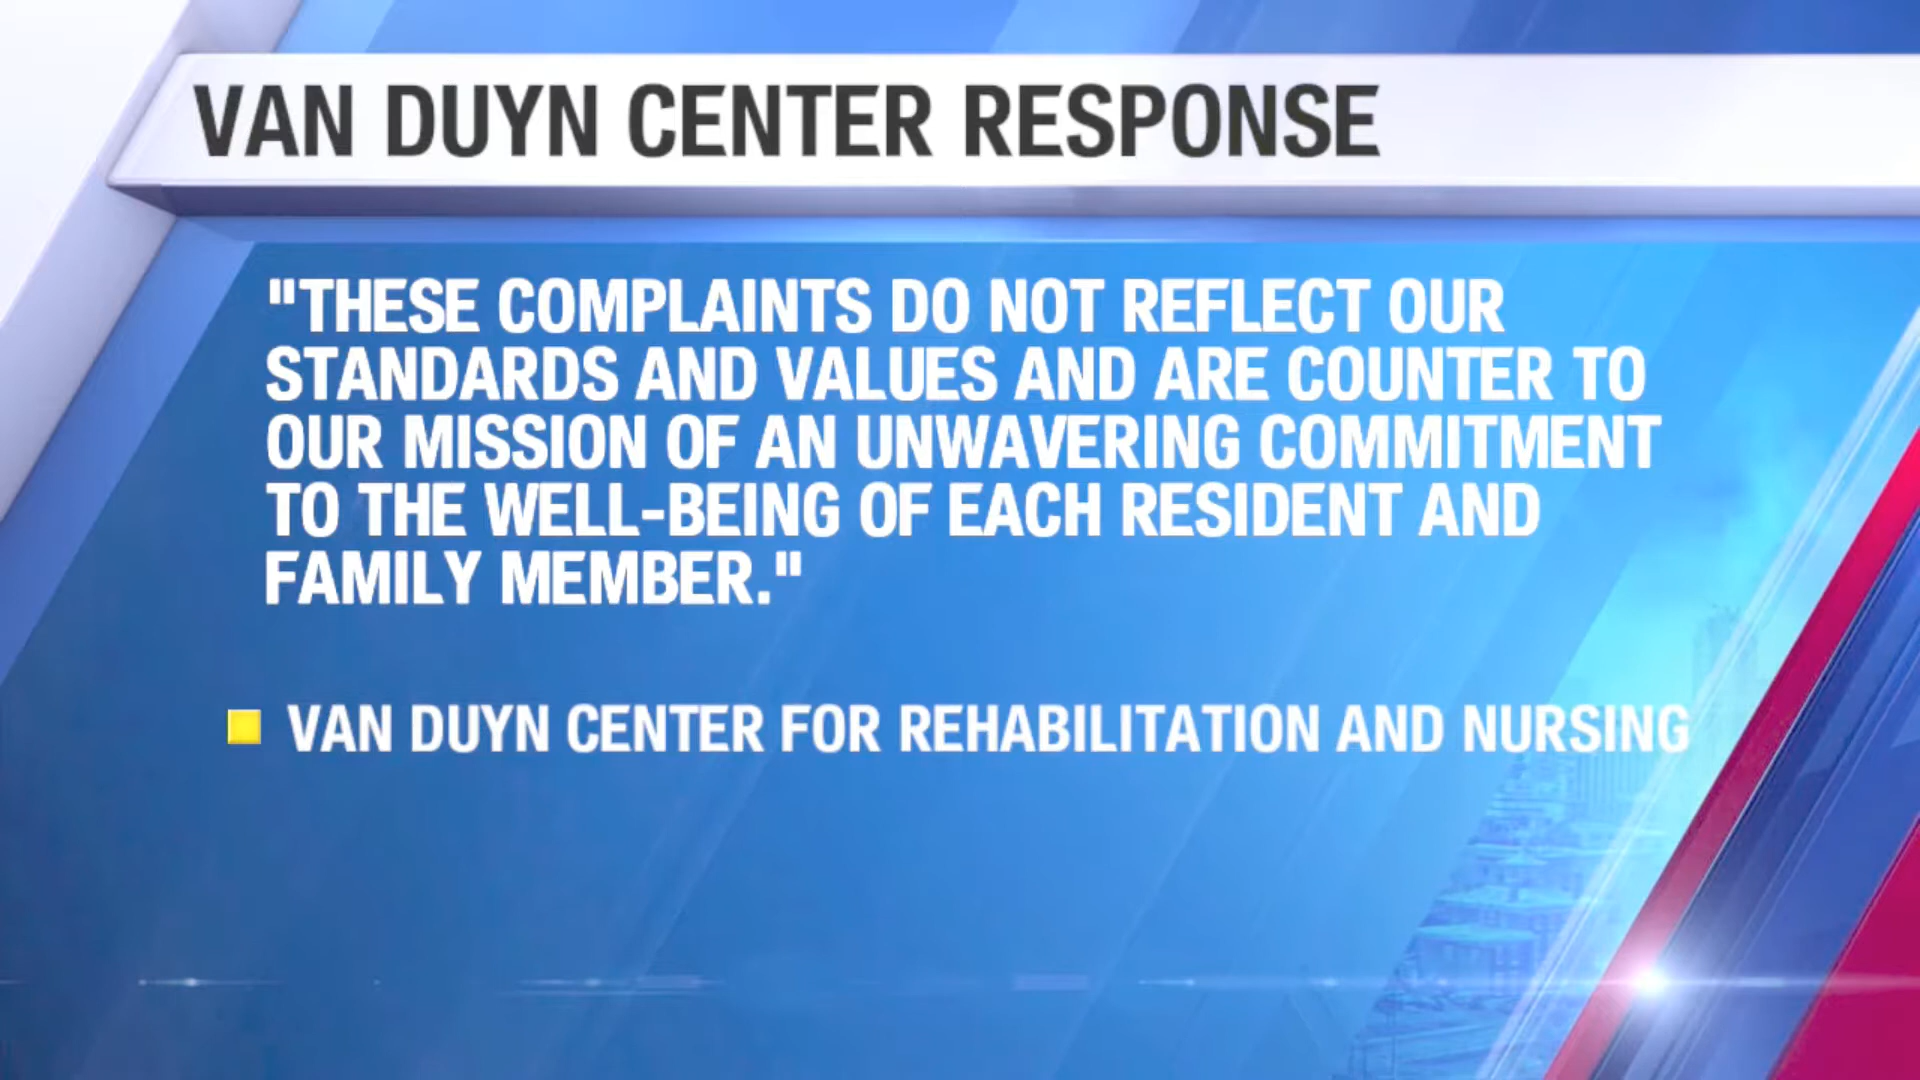 VAN DUYN CENTER RESPONSE
"THESE COMPLAINTS DO NOT REFLECT OUR
STANDARDS AND VALUES AND ARE COUNTER TO
OUR MISSION OF AN UNWAVERING COMMITMENT
TO THE WELL-BEING OF EACH RESIDENT AND
FAMILY MEMBER."
VAN DUYN CENTER FOR REHABILITATION AND NURSING